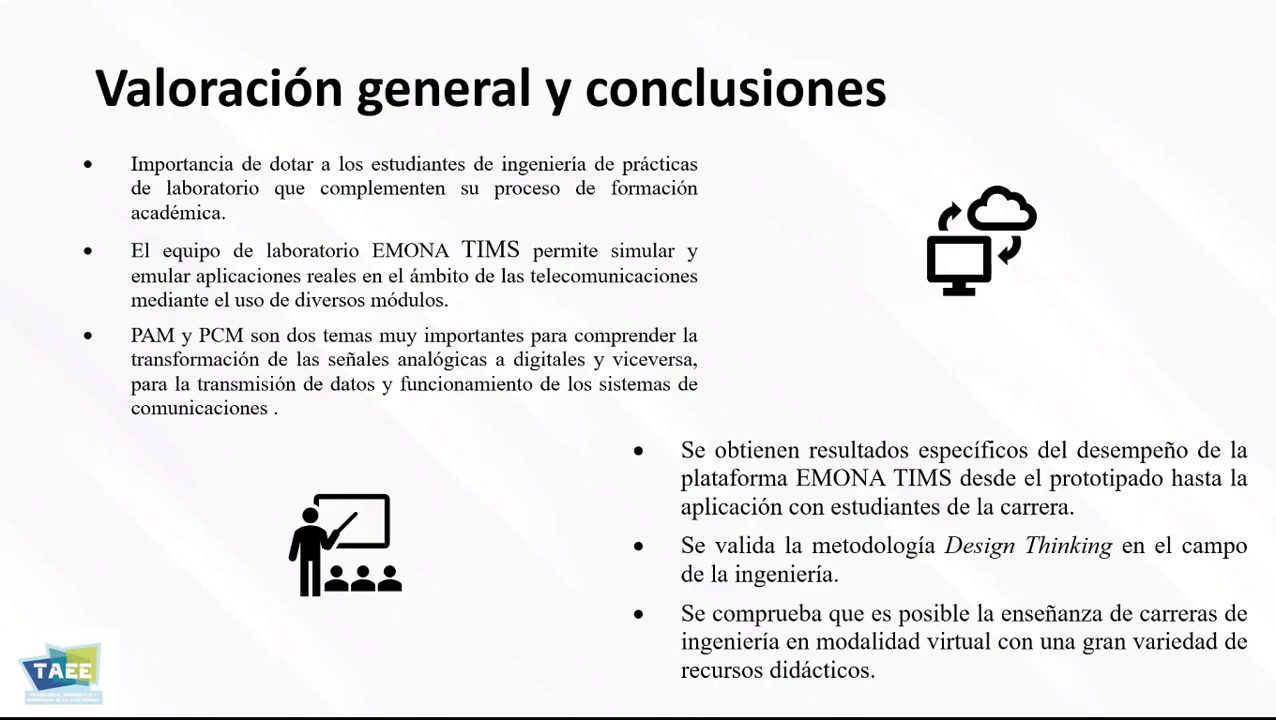 Valoración general y conclusiones
• Importancia de dotar a los estudiantes de ingeniería de prácticas
de laboratorio que complementen su proceso de formación
académica.
• El equipo de laboratorio EMONA TIMS permite simular y
emular aplicaciones reales en el ámbito de las telecomunicaciones
mediante el uso de diversos módulos.
• PAM y PCM son dos temas muy importantes para comprender la
transformación de las señales analógicas a digitales y viceversa,
para la transmisión de datos y funcionamiento de los sistemas de
comunicaciones .
• Se obtienen resultados específicos del desempeño de la
plataforma EMONA TIMS desde el prototipado hasta la
aplicación con estudiantes de la carrera.
• Se valida la metodología Design Thinking en el campo
de la ingeniería.
• Se comprueba que es posible la enseñanza de carreras de
ingeniería en modalidad virtual con una gran variedad de
recursos didácticos.
TAEE